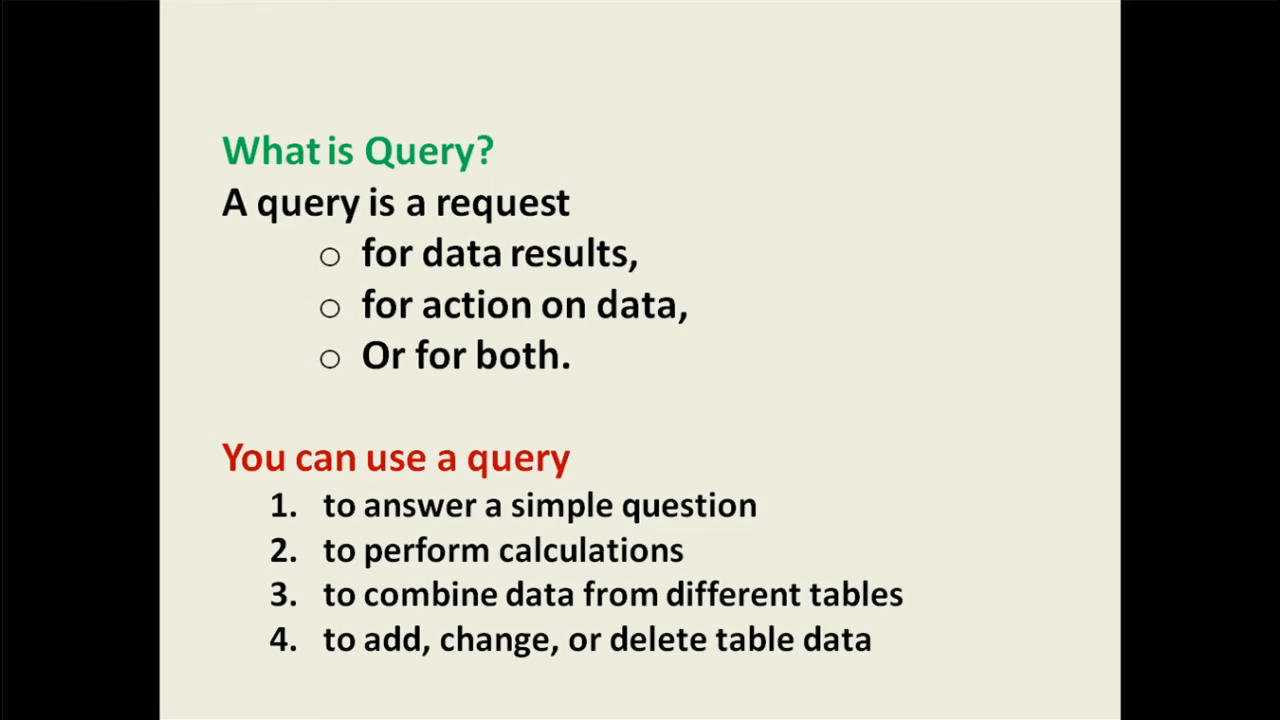 What is Query?
A query is a request
o for data results,
o for action on data,
o Or for both.
You can use a query
1. to answer a simple question
2. to perform calculations
3. to combine data from different tables
4. to add, change, or delete table data